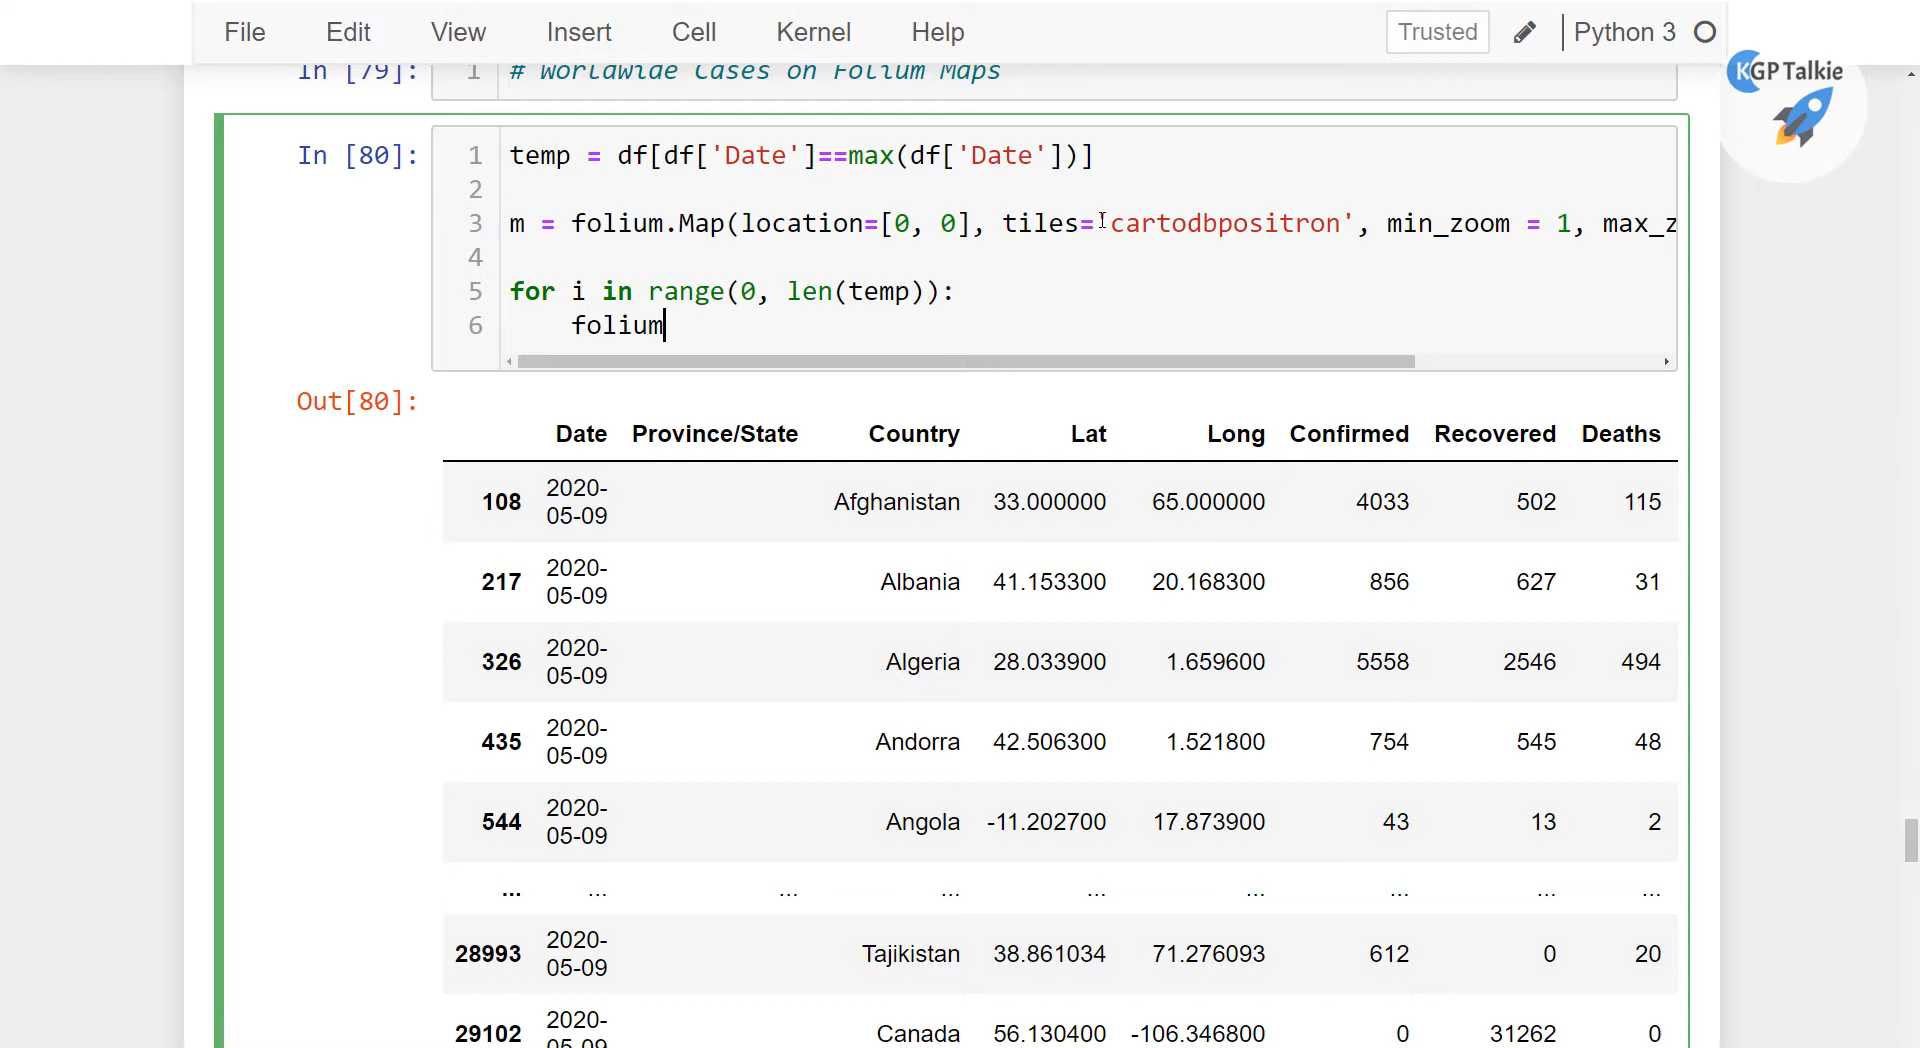 File Edit View Insert Cell Kernel Help Trusted Python 3
KGP Talkie
In [79]: 1 # Worldwide Cases on Folium Maps
In [80]: 1 temp = df[df['Date']==max(df['Date'])]
2
3 m = folium.Map(location=[0, 0], tiles='cartodbpositron', min_zoom = 1, max_z
4
5 for i in range(0, len(temp)):
6     folium
Out[80]:
Date Province/State Country Lat Long Confirmed Recovered Deaths
108 2020-05-09 Afghanistan 33.000000 65.000000 4033 502 115
217 2020-05-09 Albania 41.153300 20.168300 856 627 31
326 2020-05-09 Algeria 28.033900 1.659600 5558 2546 494
435 2020-05-09 Andorra 42.506300 1.521800 754 545 48
544 2020-05-09 Angola -11.202700 17.873900 43 13 2
... ... ... ... ... ... ... ... ...
28993 2020-05-09 Tajikistan 38.861034 71.276093 612 0 20
29102 2020-05-09 Canada 56.130400 -106.346800 0 31262 0